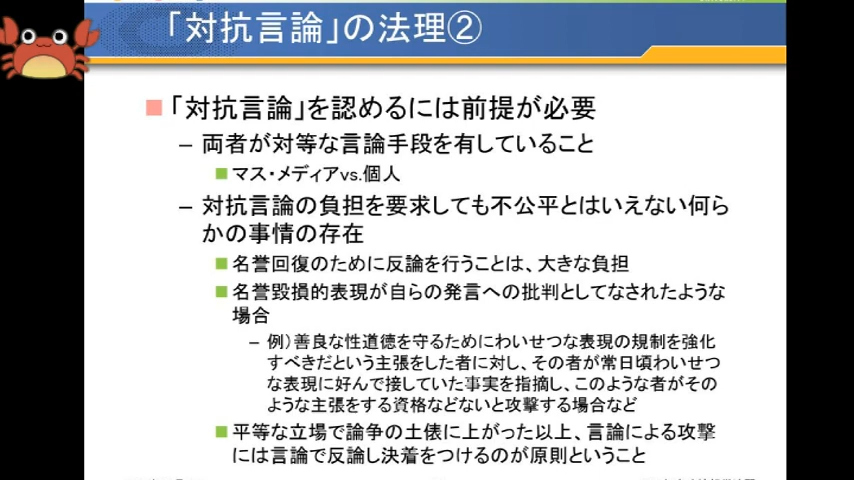 「対抗言論」の法理②
「対抗言論」を認めるには前提が必要
– 両者が対等な言論手段を有していること
マス・メディアvs.個人
– 対抗言論の負担を要求しても不公平とはいえない何ら
かの事情の存在
名誉回復のために反論を行うことは、大きな負担
名誉毀損的表現が自らの発言への批判としてなされたような
場合
– 例）善良な性道徳を守るためにわいせつな表現の規制を強化
すべきだという主張をした者に対し、その者が常日頃わいせつ
な表現に好んで接していた事実を指摘し、このような者がその
ような主張をする資格などないと攻撃する場合など
平等な立場で論争の土俵に上がった以上、言論による攻撃
には言論で反論し決着をつけるのが原則ということ